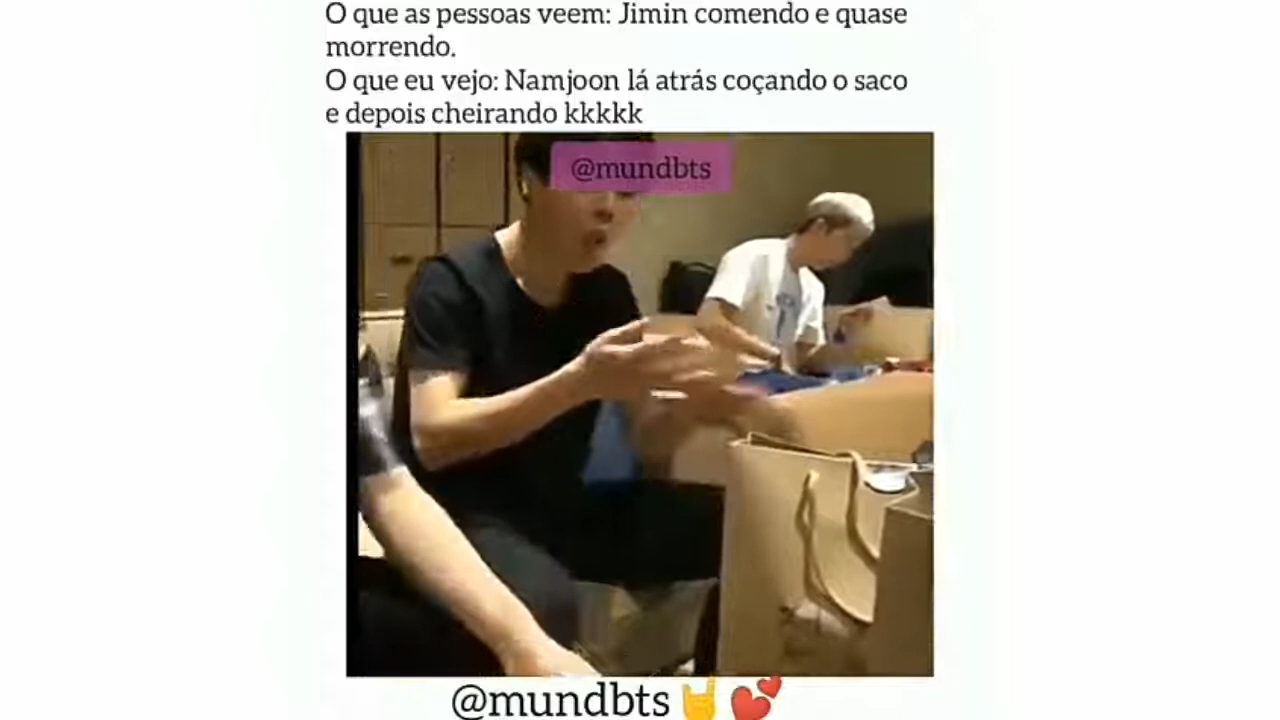 O que as pessoas veem: Jimin comendo e quase
morrendo.
O que eu vejo: Namjoon lá atrás coçando o saco
e depois cheirando kkkkk
@mundbts
@mundbts🤘💕